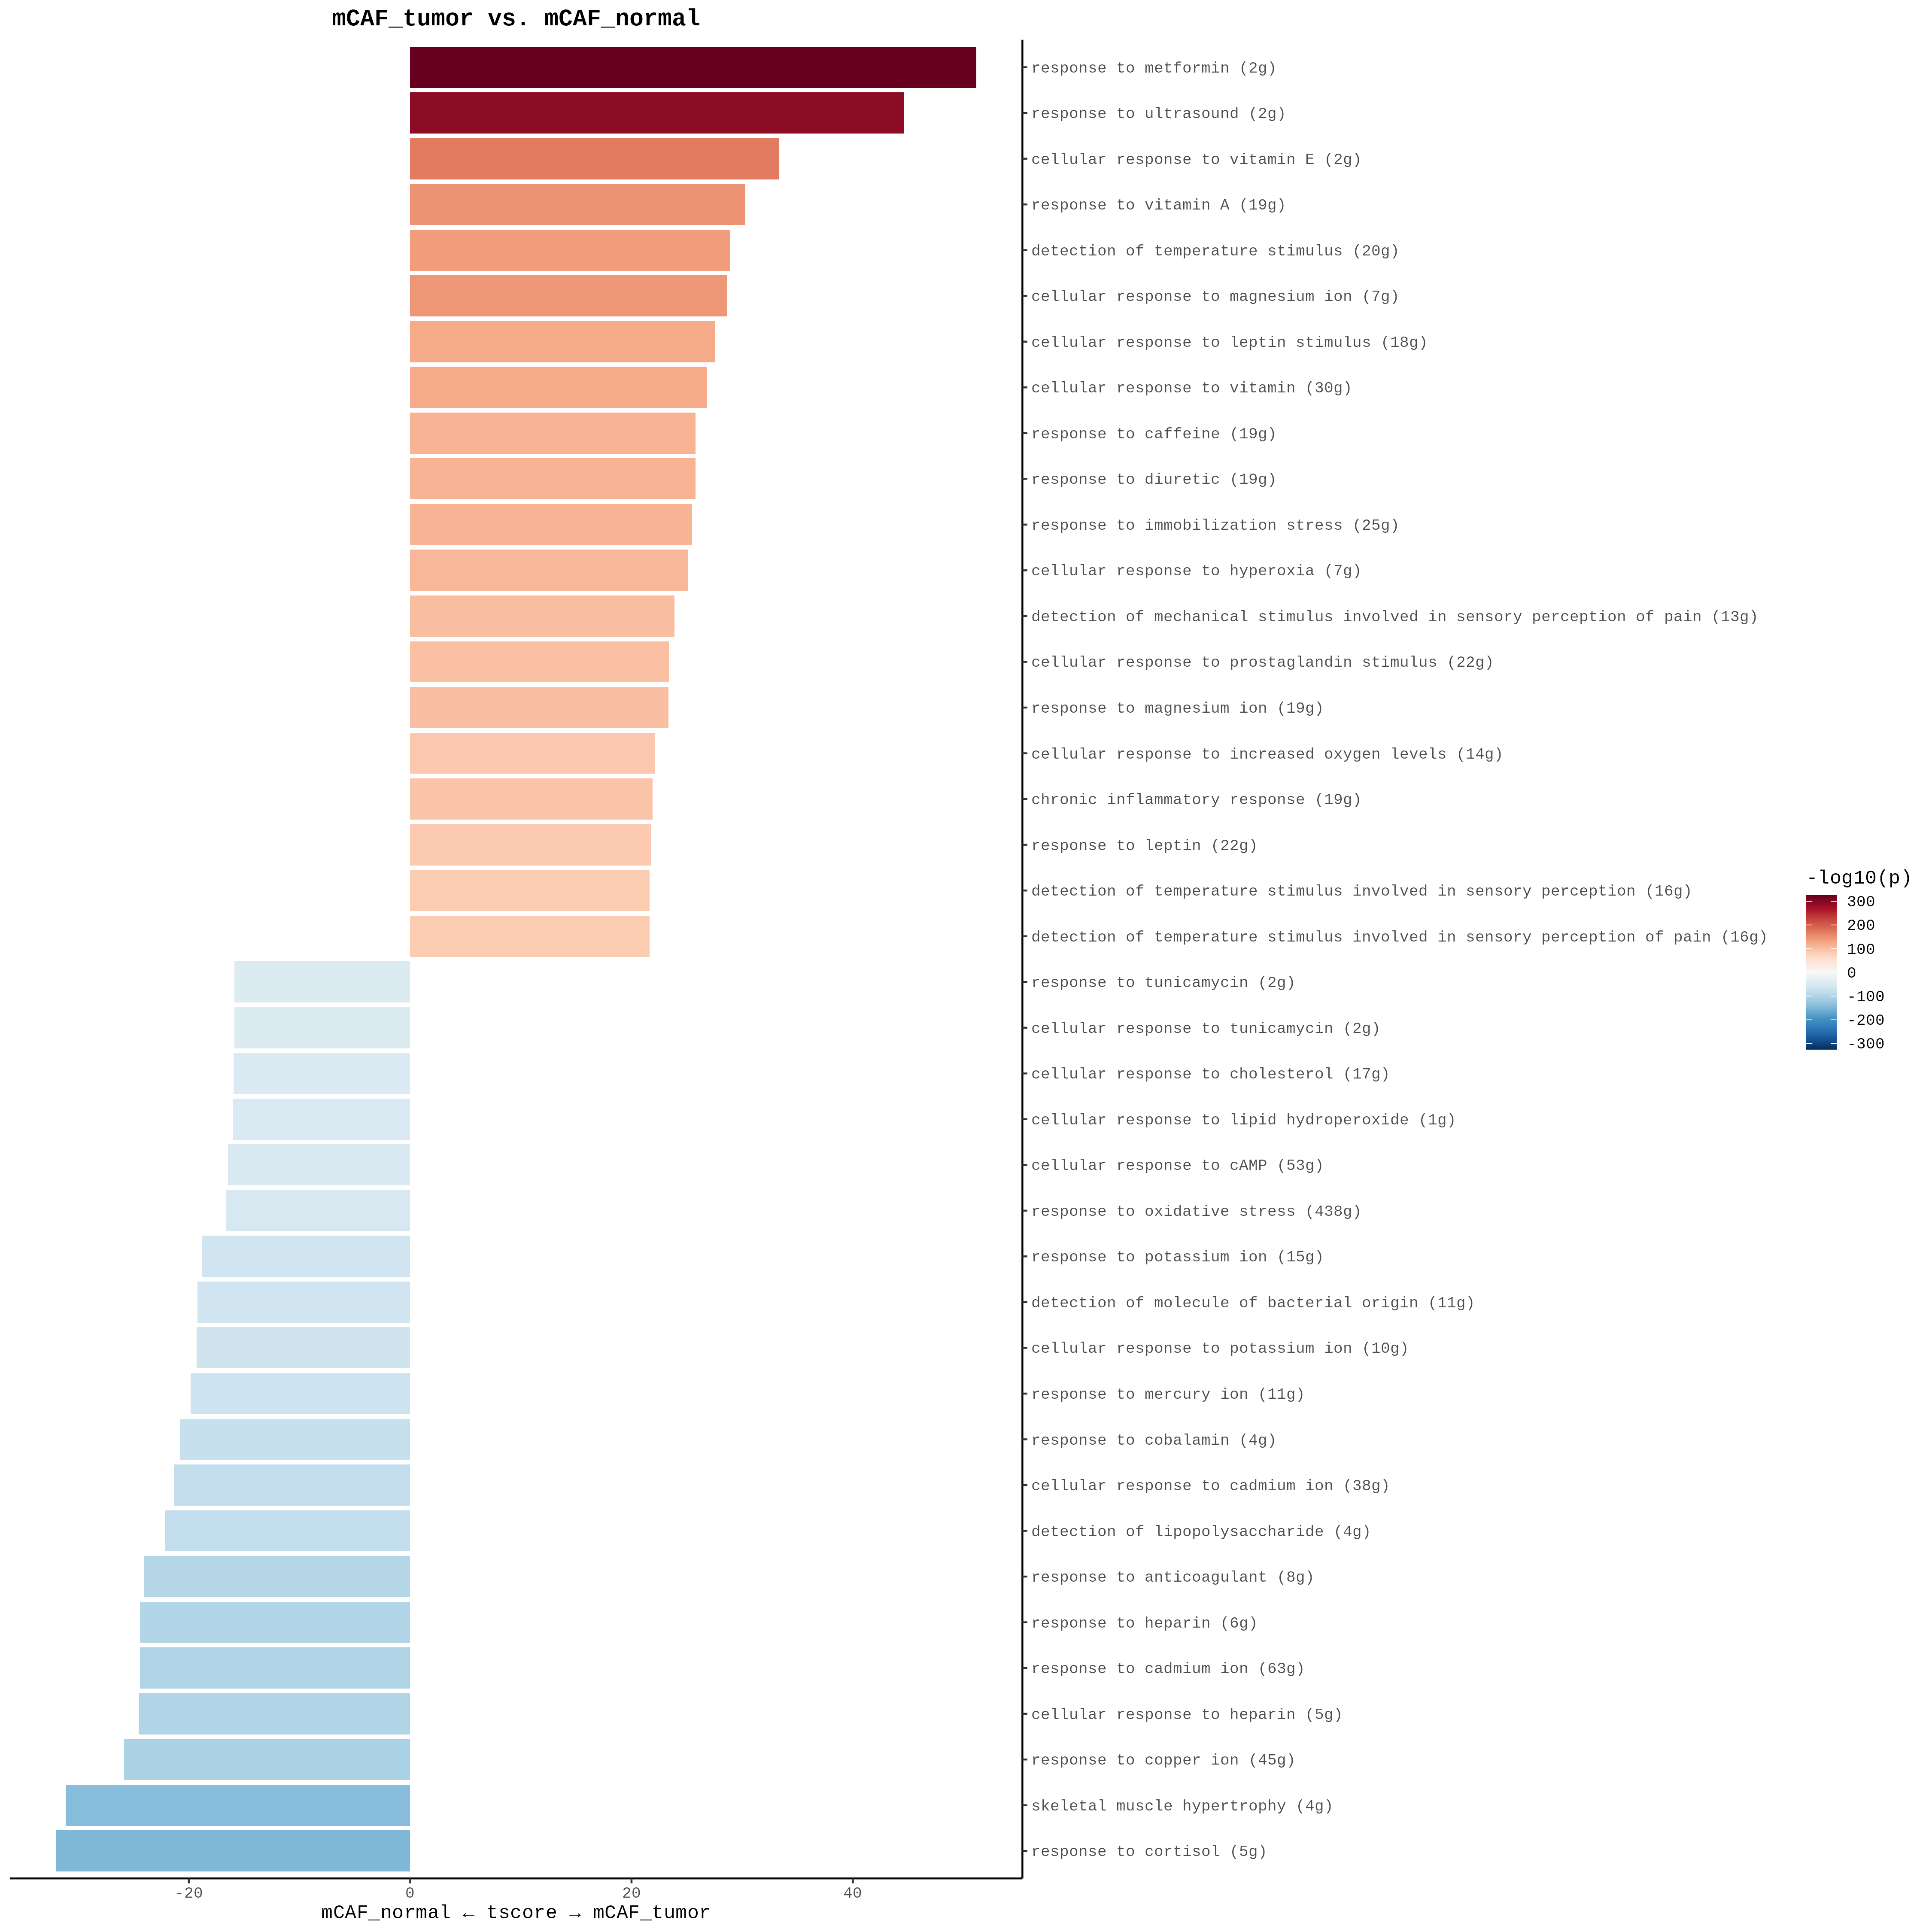 mCAF_tumor vs. mCAF_normal
response to metformin (2g)
response to ultrasound (2g)
cellular response to vitamin E (2g)
response to vitamin A (19g)
detection of temperature stimulus (20g)
cellular response to magnesium ion (7g)
cellular response to leptin stimulus (18g)
cellular response to vitamin (30g)
response to caffeine (19g)
response to diuretic (19g)
response to immobilization stress (25g)
cellular response to hyperoxia (7g)
detection of mechanical stimulus involved in sensory perception of pain (13g)
cellular response to prostaglandin stimulus (22g)
response to magnesium ion (19g)
cellular response to increased oxygen levels (14g)
chronic inflammatory response (19g)
response to leptin (22g)
detection of temperature stimulus involved in sensory perception (16g)
detection of temperature stimulus involved in sensory perception of pain (16g)
response to tunicamycin (2g)
cellular response to tunicamycin (2g)
cellular response to cholesterol (17g)
cellular response to lipid hydroperoxide (1g)
cellular response to cAMP (53g)
response to oxidative stress (438g)
response to potassium ion (15g)
detection of molecule of bacterial origin (11g)
cellular response to potassium ion (10g)
response to mercury ion (11g)
response to cobalamin (4g)
cellular response to cadmium ion (38g)
detection of lipopolysaccharide (4g)
response to anticoagulant (8g)
response to heparin (6g)
response to cadmium ion (63g)
cellular response to heparin (5g)
response to copper ion (45g)
skeletal muscle hypertrophy (4g)
response to cortisol (5g)
-20 0 20 40
mCAF_normal ← tscore → mCAF_tumor
-log10(p)
300
200
100
0
-100
-200
-300